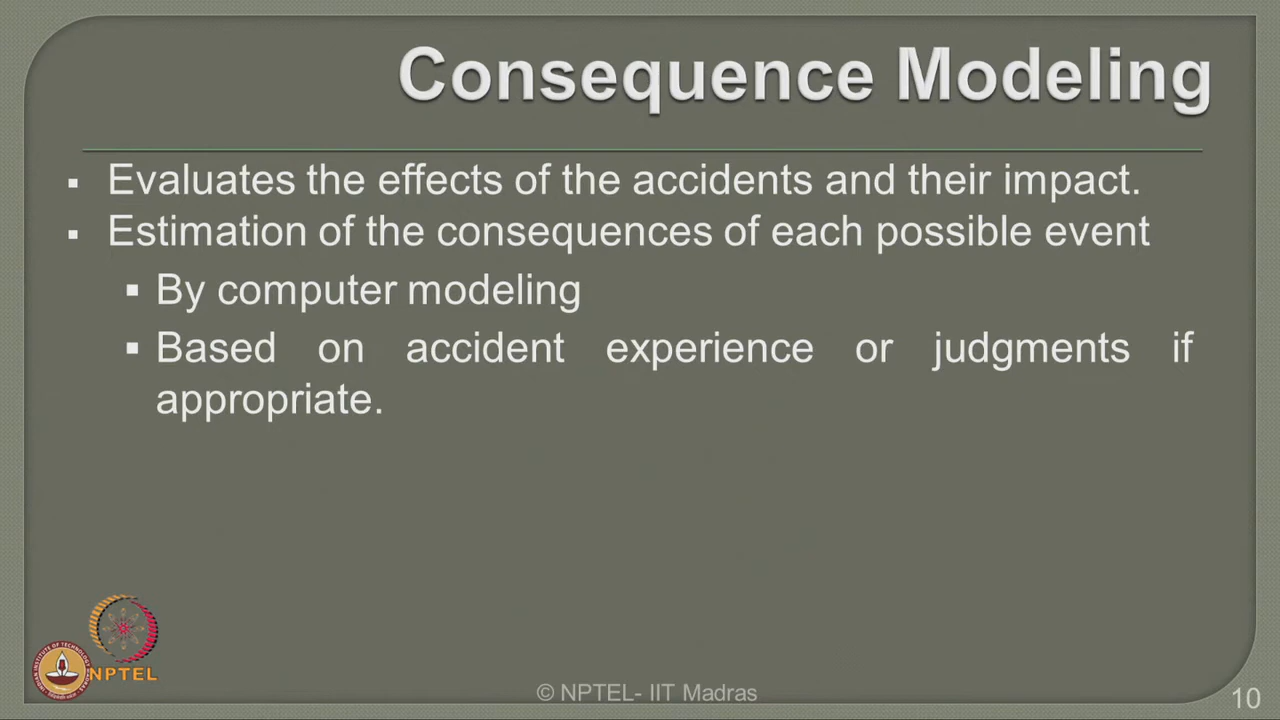 Consequence Modeling
▪ Evaluates the effects of the accidents and their impact.
▪ Estimation of the consequences of each possible event
▪ By computer modeling
▪ Based on accident experience or judgments if
appropriate.
NPTEL
© NPTEL- IIT Madras
10